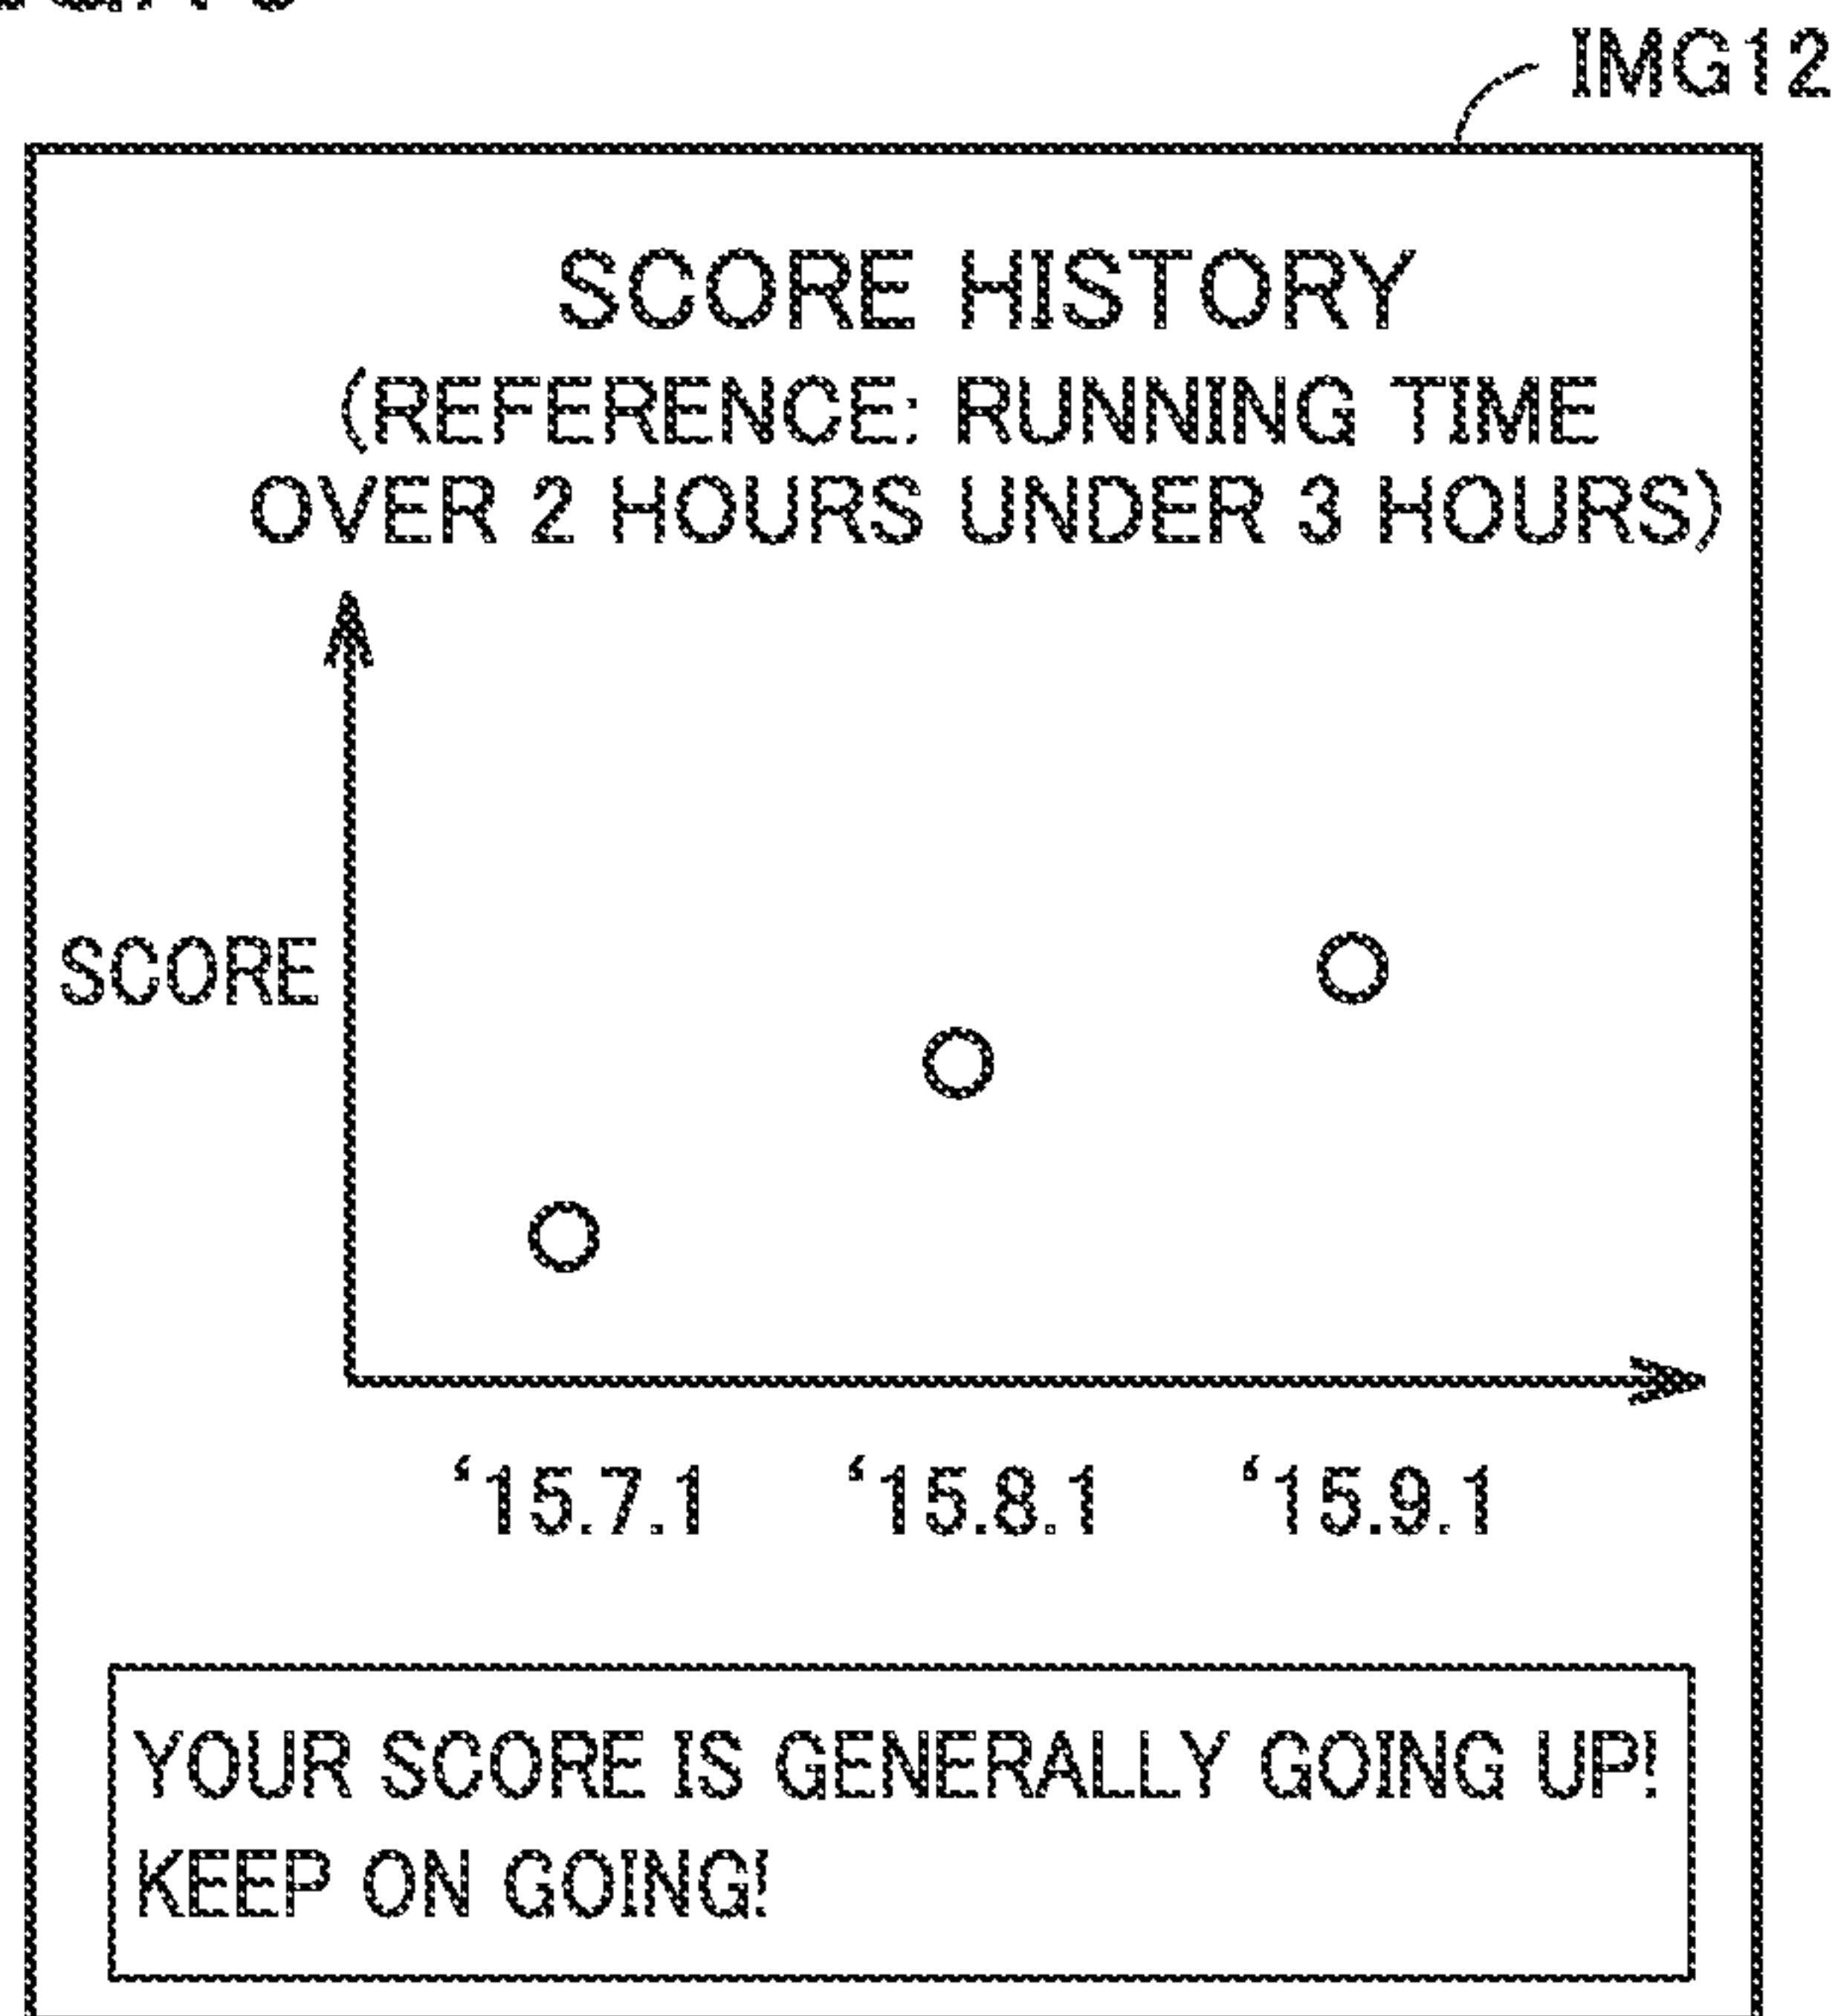 IMG12
SCORE HISTORY
(REFERENCE: RUNNING TIME
OVER 2 HOURS UNDER 3 HOURS)
SCORE
‘15.7.1 ‘15.8.1 ‘15.9.1
YOUR SCORE IS GENERALLY GOING UP!
KEEP ON GOING!